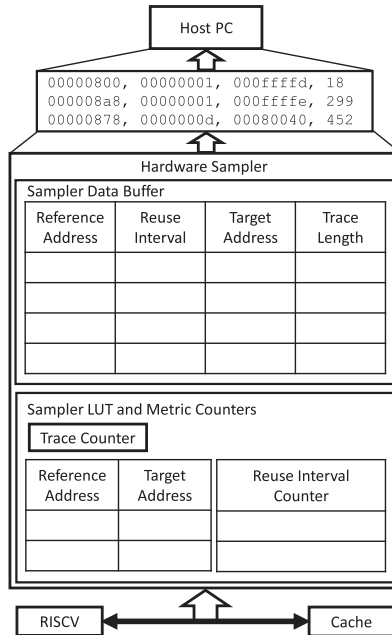 Host PC
00000800, 00000001, 000ffffd, 18
000008a8, 00000001, 000ffffe, 299
00000878, 0000000d, 00080040, 452
Hardware Sampler
Sampler Data Buffer
Reference Address Reuse Interval Target Address Trace Length
Sampler LUT and Metric Counters
Trace Counter
Reference Address Target Address Reuse Interval Counter
RISCV Cache